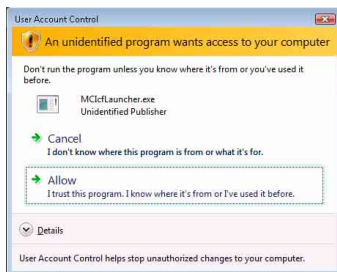 User Account Control
An unidentified program wants access to your computer
Don't run the program unless you know where it's from or you've used it
before.
MCIcfLauncher.exe
Unidentified Publisher
Cancel
I don't know where this program is from or what it's for.
Allow
I trust this program. I know where it's from or I've used it before.
Details
User Account Control helps stop unauthorized changes to your computer.